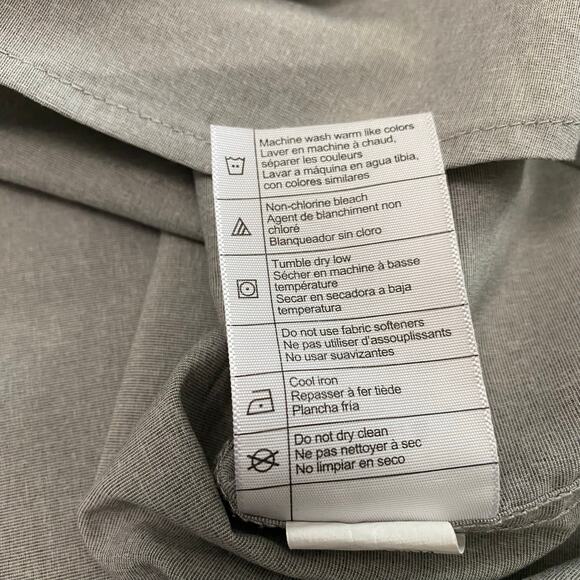 Machine wash warm like colors
Laver en machine à chaud,
séparer les couleurs
Lavar a máquina en agua tibia,
con colores similares
Non-chlorine bleach
Agent de blanchiment non
chloré
Blanqueador sin cloro
Tumble dry low
Sécher en machine à basse
température
Secar en secadora a baja
temperatura
Do not use fabric softeners
Ne pas utiliser d'assouplissants
No usar suavizantes
Cool iron
Repasser à fer tiède
Plancha fría
Do not dry clean
Ne pas nettoyer à sec
No limpiar en seco